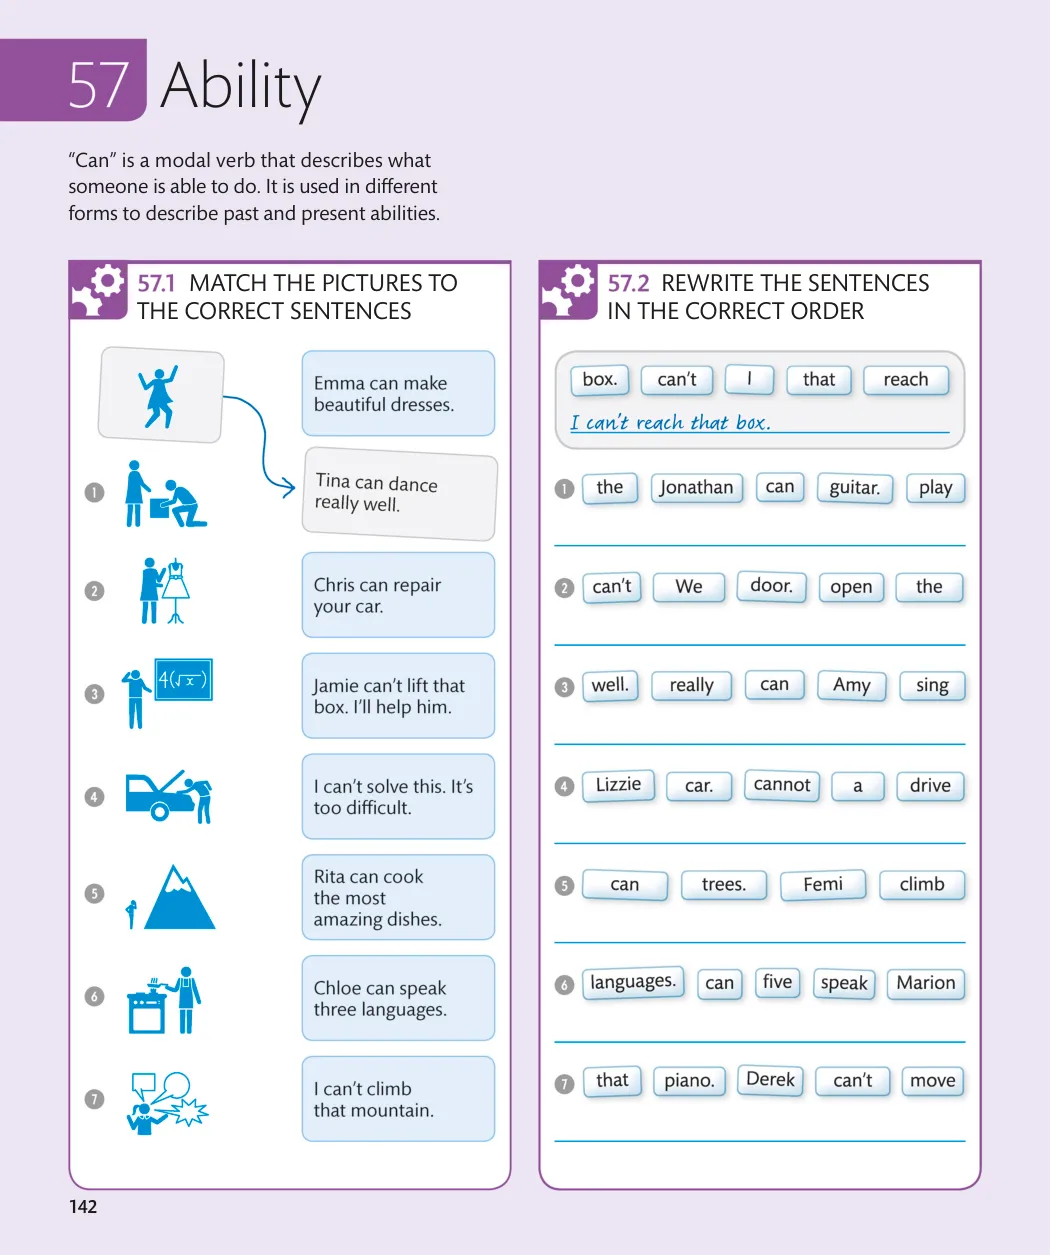 57 Ability
“Can” is a modal verb that describes what
someone is able to do. It is used in different
forms to describe past and present abilities.
57.1 MATCH THE PICTURES TO
THE CORRECT SENTENCES
Emma can make
beautiful dresses.
Tina can dance
really well.
1
Chris can repair
your car.
2
Jamie can’t lift that
box. I’ll help him.
3
4(√x)
I can’t solve this. It’s
too difficult.
4
Rita can cook
the most
amazing dishes.
5
Chloe can speak
three languages.
6
I can’t climb
that mountain.
7
57.2 REWRITE THE SENTENCES
IN THE CORRECT ORDER
box. can’t I that reach
I can’t reach that box.
1 the Jonathan can guitar. play
2 can’t We door. open the
3 well. really can Amy sing
4 Lizzie car. cannot a drive
5 can trees. Femi climb
6 languages. can five speak Marion
7 that piano. Derek can’t move
142